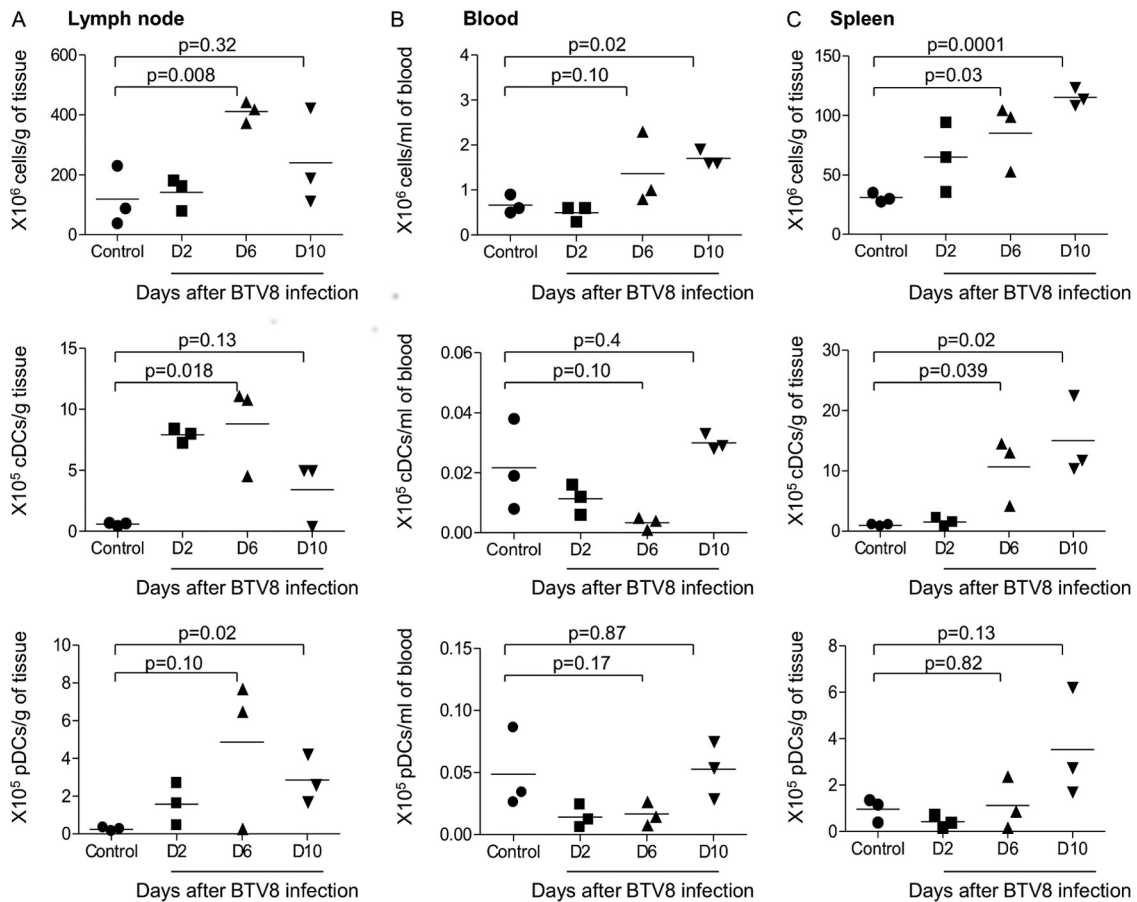 A Lymph node
X10⁶ cells/g of tissue
600
400
200
0
p=0.32
p=0.008
Control D2 D6 D10
Days after BTV8 infection
B Blood
X10⁶ cells/ml of blood
4
3
2
1
0
p=0.02
p=0.10
Control D2 D6 D10
Days after BTV8 infection
C Spleen
X10⁶ cells/g of tissue
150
100
50
0
p=0.0001
p=0.03
Control D2 D6 D10
Days after BTV8 infection
X10⁵ cDCs/g tissue
15
10
5
0
p=0.13
p=0.018
Control D2 D6 D10
Days after BTV8 infection
X10⁵ cDCs/ml of blood
0.06
0.04
0.02
0.00
p=0.4
p=0.10
Control D2 D6 D10
Days after BTV8 infection
X10⁵ cDCs/g of tissue
30
20
10
0
p=0.02
p=0.039
Control D2 D6 D10
Days after BTV8 infection
X10⁵ pDCs/g of tissue
10
8
6
4
2
0
p=0.02
p=0.10
Control D2 D6 D10
Days after BTV8 infection
X10⁵ pDCs/ml of blood
0.15
0.10
0.05
0.00
p=0.87
p=0.17
Control D2 D6 D10
Days after BTV8 infection
X10⁵ pDCs/g of tissue
8
6
4
2
0
p=0.13
p=0.82
Control D2 D6 D10
Days after BTV8 infection